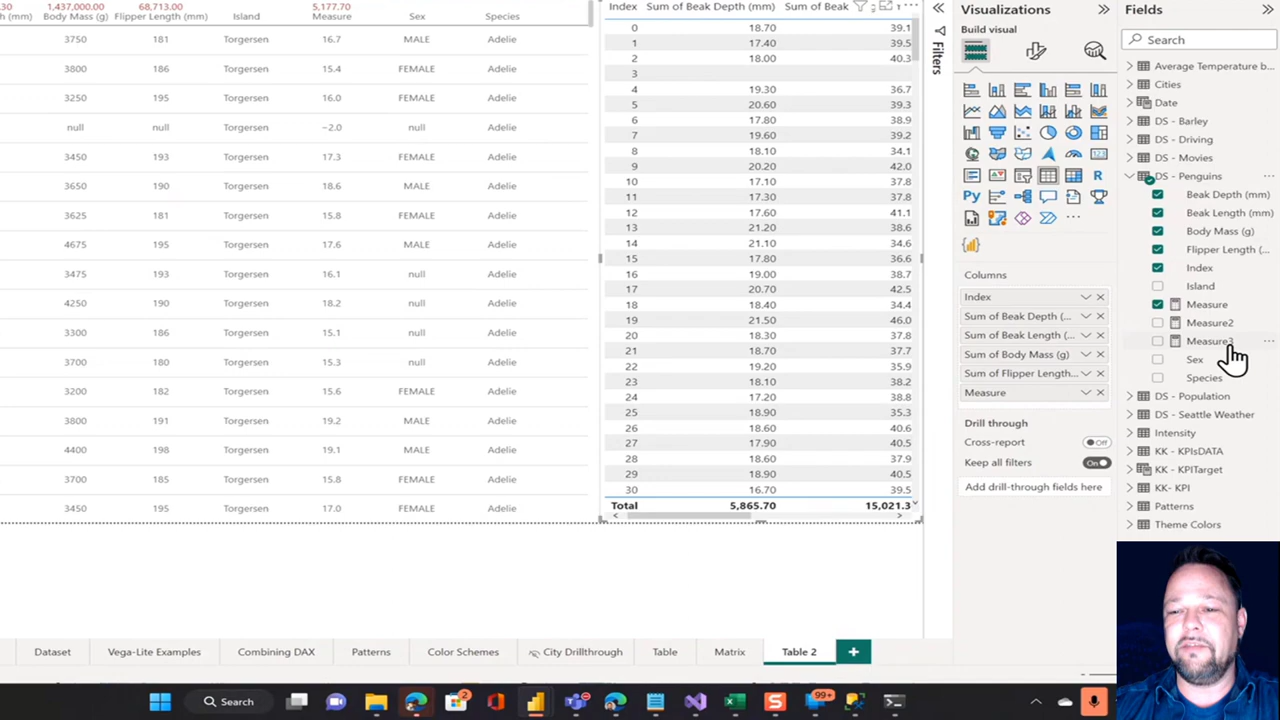 .30 1,437,000.00 68,713.00 5,177.70
h (mm) Body Mass (g) Flipper Length (mm) Island Measure Sex Species
3750 181 Torgersen 16.7 MALE Adelie
3800 186 Torgersen 15.4 FEMALE Adelie
3250 195 Torgersen 16.0 FEMALE Adelie
null null Torgersen −2.0 null Adelie
3450 193 Torgersen 17.3 FEMALE Adelie
3650 190 Torgersen 18.6 MALE Adelie
3625 181 Torgersen 15.8 FEMALE Adelie
4675 195 Torgersen 17.6 MALE Adelie
3475 193 Torgersen 16.1 null Adelie
4250 190 Torgersen 18.2 null Adelie
3300 186 Torgersen 15.1 null Adelie
3700 180 Torgersen 15.3 null Adelie
3200 182 Torgersen 15.6 FEMALE Adelie
3800 191 Torgersen 19.2 MALE Adelie
4400 198 Torgersen 19.1 MALE Adelie
3700 185 Torgersen 15.8 FEMALE Adelie
3450 195 Torgersen 17.0 FEMALE Adelie
Index Sum of Beak Depth (mm) Sum of Beak
0 18.70 39.1
1 17.40 39.5
2 18.00 40.3
3
4 19.30 36.7
5 20.60 39.3
6 17.80 38.9
7 19.60 39.2
8 18.10 34.1
9 20.20 42.0
10 17.10 37.8
11 17.30 37.8
12 17.60 41.1
13 21.20 38.6
14 21.10 34.6
15 17.80 36.6
16 19.00 38.7
17 20.70 42.5
18 18.40 34.4
19 21.50 46.0
20 18.30 37.8
21 18.70 37.7
22 19.20 35.9
23 18.10 38.2
24 17.20 38.8
25 18.90 35.3
26 18.60 40.6
27 17.90 40.5
28 18.60 37.9
29 18.90 40.5
30 16.70 39.5
Total 5,865.70 15,021.3
Filters
Visualizations
Build visual
R
Py
123
Columns
Index
Sum of Beak Depth (...
Sum of Beak Length (...
Sum of Body Mass (g)
Sum of Flipper Length...
Measure
Drill through
Cross-report Off
Keep all filters On
Add drill-through fields here
Fields
Search
Average Temperature b...
Cities
Date
DS - Barley
DS - Driving
DS - Movies
DS - Penguins
Beak Depth (mm)
Beak Length (mm)
Body Mass (g)
Flipper Length (...
Index
Island
Measure
Measure2
Measure3
Sex
Species
DS - Population
DS - Seattle Weather
Intensity
KK - KPIsDATA
KK - KPITarget
KK- KPI
Patterns
Theme Colors
Dataset Vega-Lite Examples Combining DAX Patterns Color Schemes City Drillthrough Table Matrix Table 2
Search
2
99+